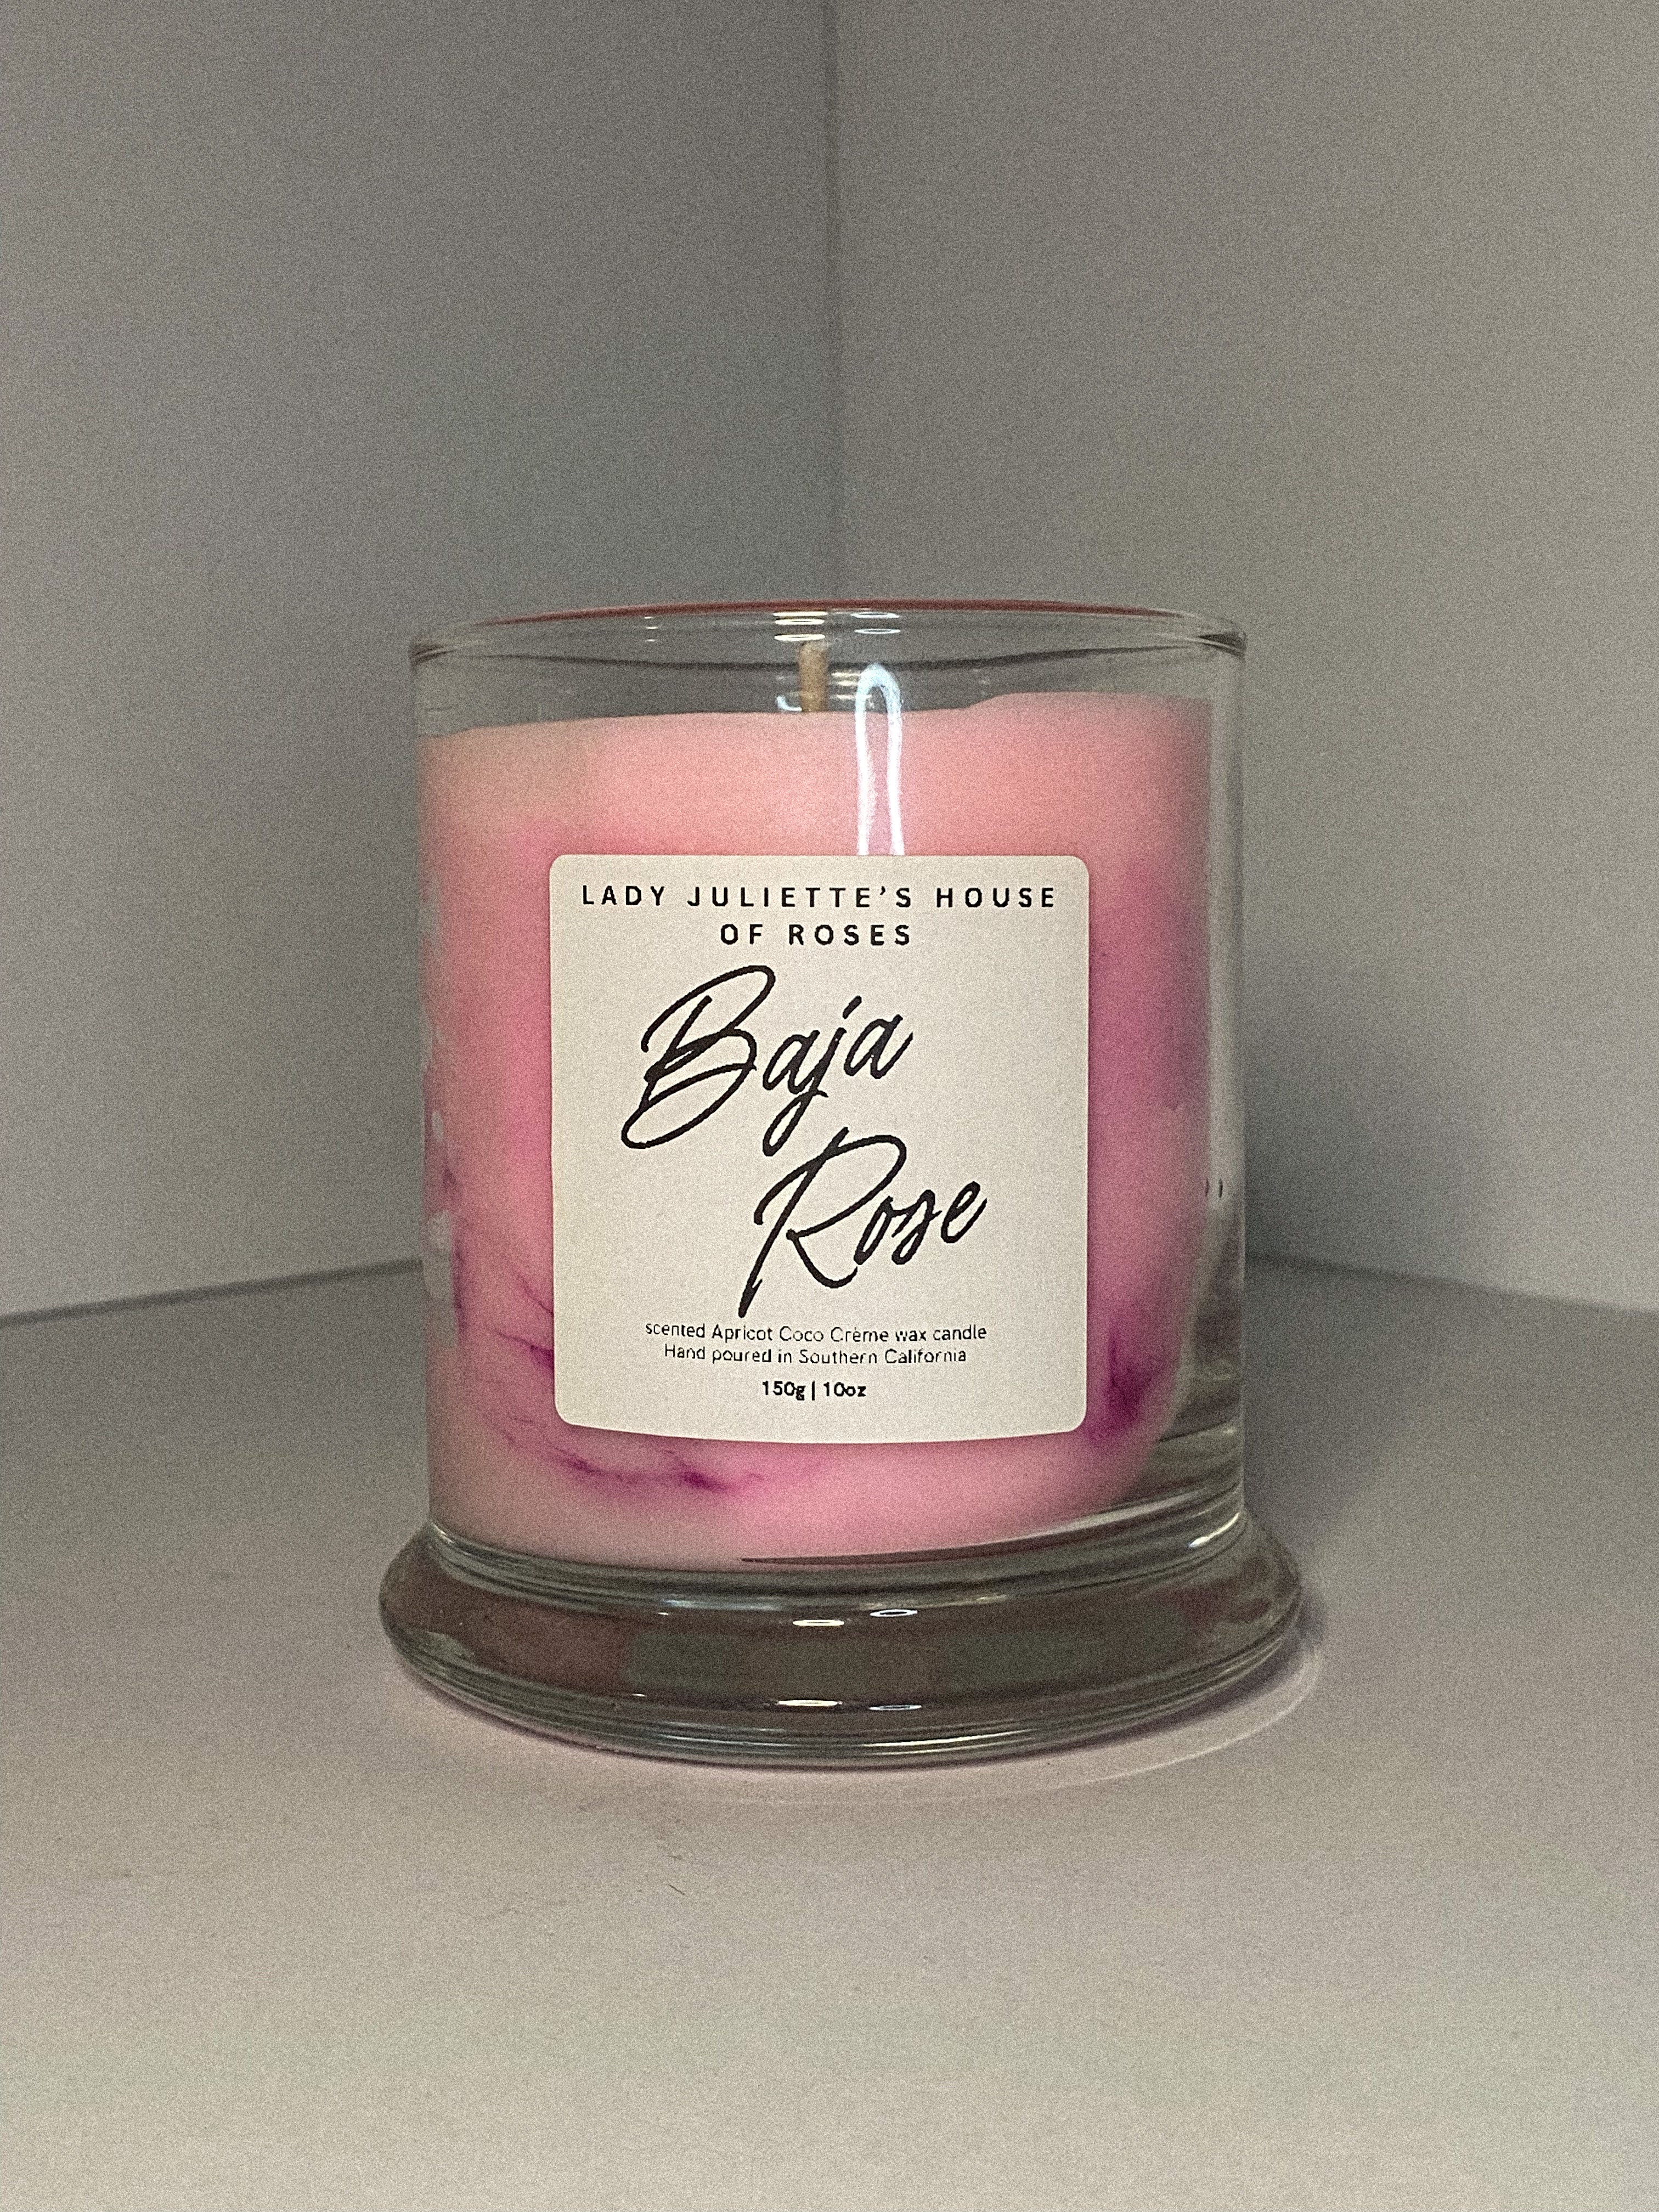 LADY JULIETTE'S HOUSE
OF ROSES
Baja
Rose
scented Apricot Coco Crème wax candle
Hand poured in Southern California
150g | 10oz